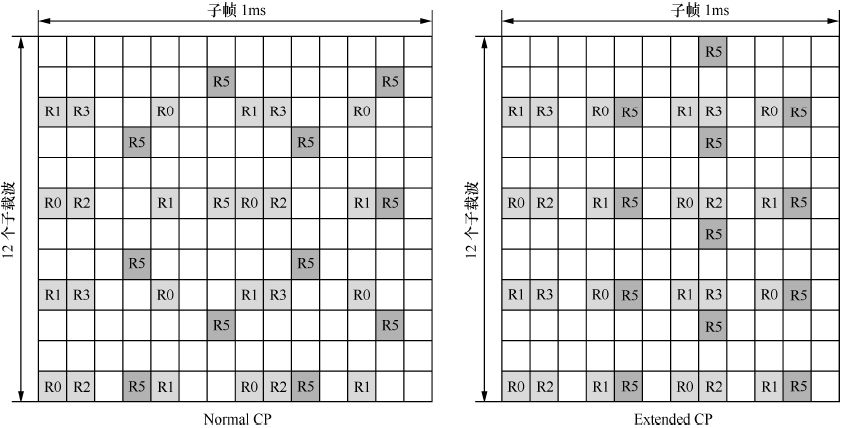 子帧 1ms
子帧 1ms
R5
R5 R5
R1 R3 R0 R1 R3 R0
R1 R3 R0 R5 R1 R3 R0 R5
R5 R5
R5
12 个子载波
12 个子载波
R0 R2 R1 R5 R0 R2 R1 R5
R0 R2 R1 R5 R0 R2 R1 R5
R5
R5 R5
R1 R3 R0 R1 R3 R0
R1 R3 R0 R5 R1 R3 R0 R5
R5 R5
R5
R0 R2 R5 R1 R0 R2 R5 R1
R0 R2 R1 R5 R0 R2 R1 R5
Normal CP
Extended CP